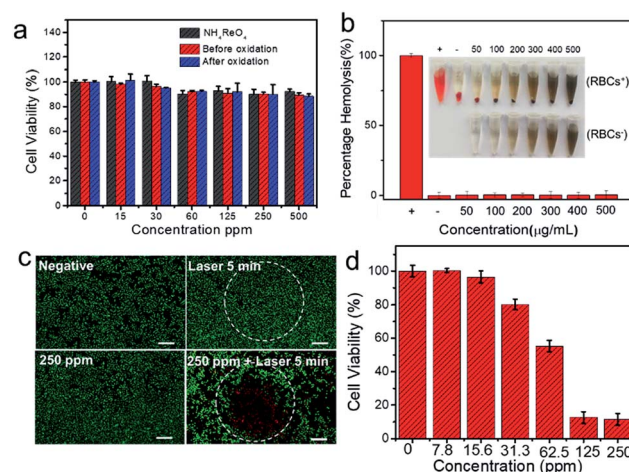 a
NH4ReO4
Before oxidation
After oxidation
Cell Viability (%)
140
120
100
80
60
40
20
0
0 15 30 60 125 250 500
Concentration ppm
b
Percentage Hemolysis(%)
100
75
50
25
0
+ - 50 100 200 300 400 500
(RBCs+)
(RBCs-)
+ - 50 100 200 300 400 500
Concentration(μg/mL)
c
Negative
Laser 5 min
250 ppm
250 ppm + Laser 5 min
d
Cell Viability (%)
100
80
60
40
20
0
0 7.8 15.6 31.3 62.5 125 250
Concentration (ppm)